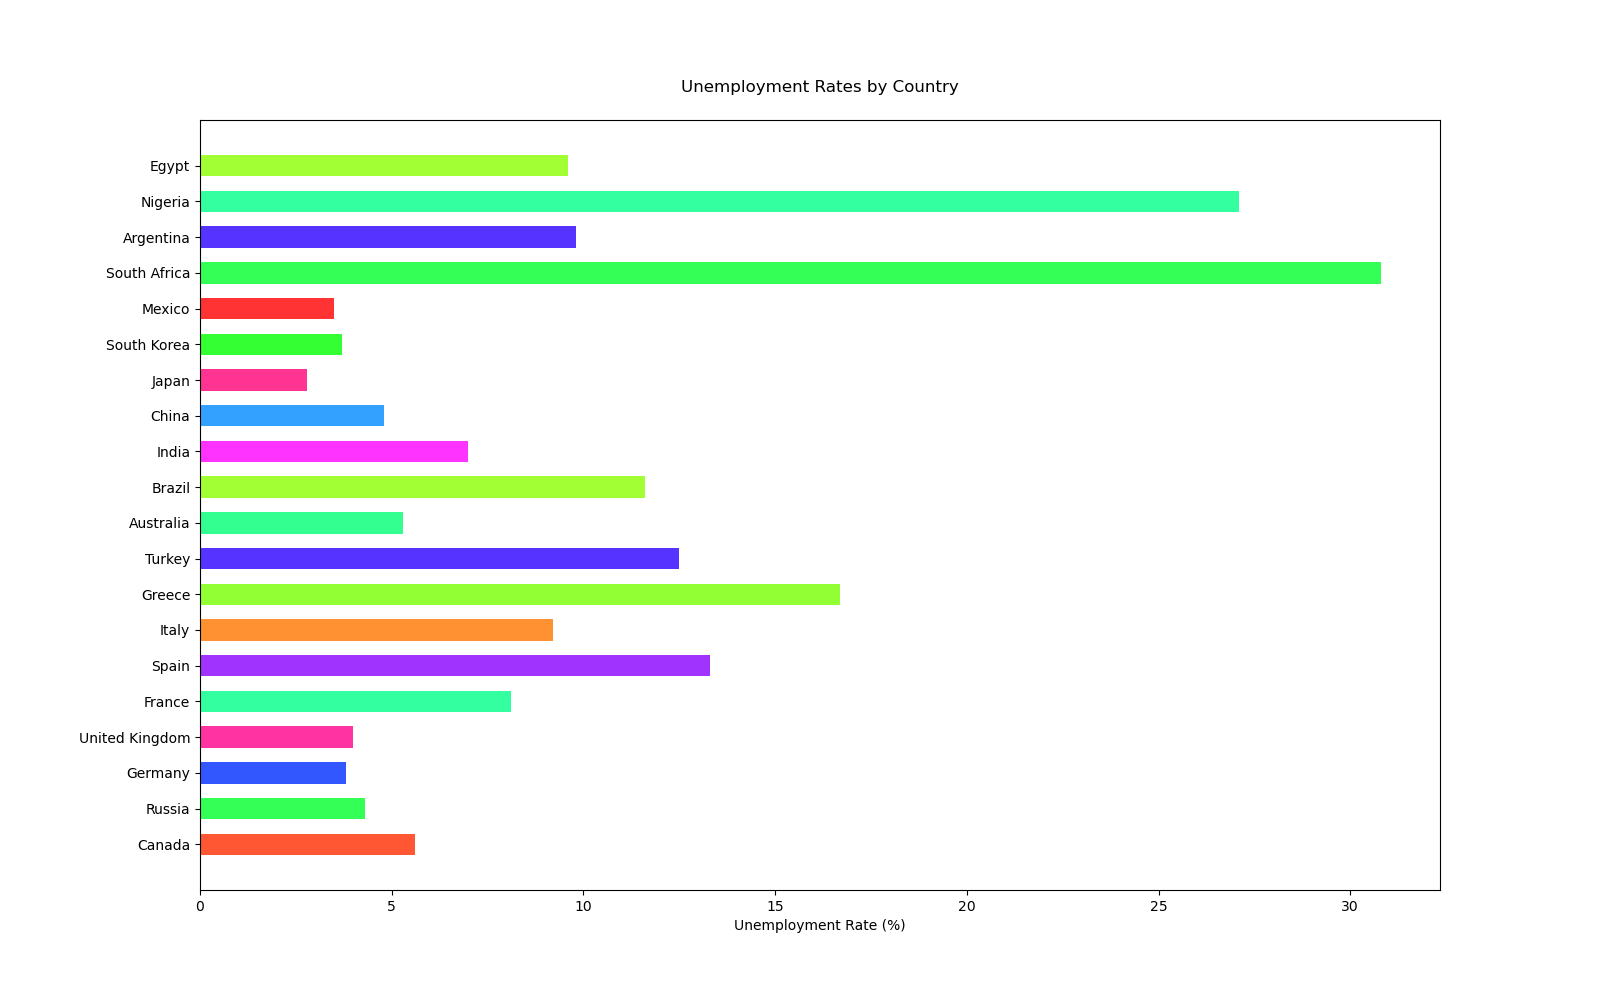 Unemployment Rates by Country
Egypt
Nigeria
Argentina
South Africa
Mexico
South Korea
Japan
China
India
Brazil
Australia
Turkey
Greece
Italy
Spain
France
United Kingdom
Germany
Russia
Canada
0 5 10 15 20 25 30
Unemployment Rate (%)